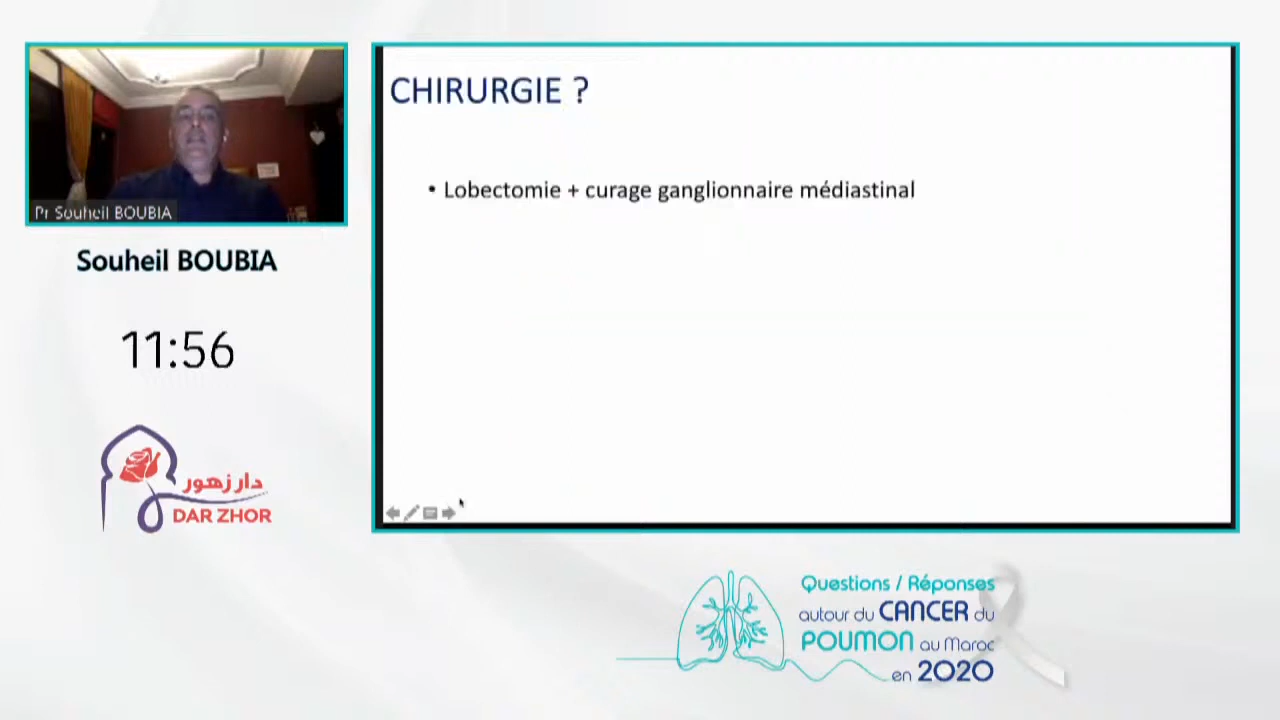 CHIRURGIE ?
• Lobectomie + curage ganglionnaire médiastinal
Pr Souheil BOUBIA
Souheil BOUBIA
11:56
دار زهور
DAR ZHOR
Questions / Réponses
autour du CANCER du
POUMON au Maroc
en 2020